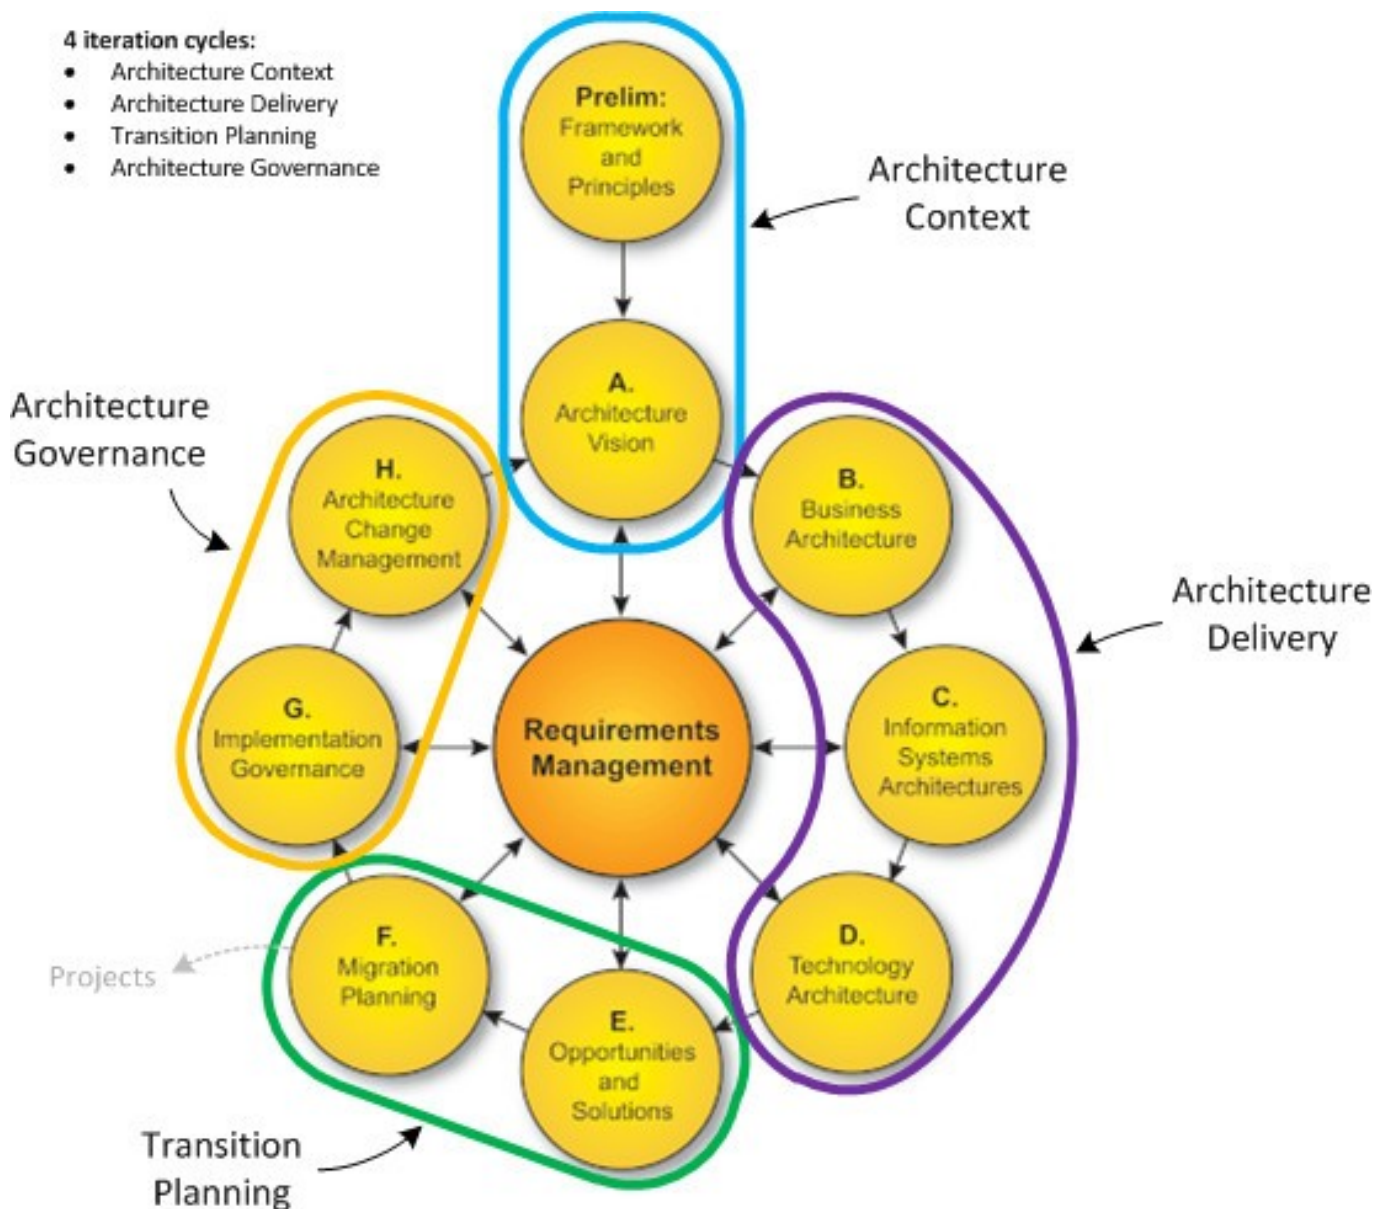 4 iteration cycles:
• Architecture Context
• Architecture Delivery
• Transition Planning
• Architecture Governance
Prelim:
Framework
and
Principles
Architecture
Context
A.
Architecture
Vision
Architecture
Governance
H.
Architecture
Change
Management
B.
Business
Architecture
Architecture
Delivery
G.
Implementation
Governance
Requirements
Management
C.
Information
Systems
Architectures
F.
Migration
Planning
D.
Technology
Architecture
Projects
E.
Opportunities
and
Solutions
Transition
Planning